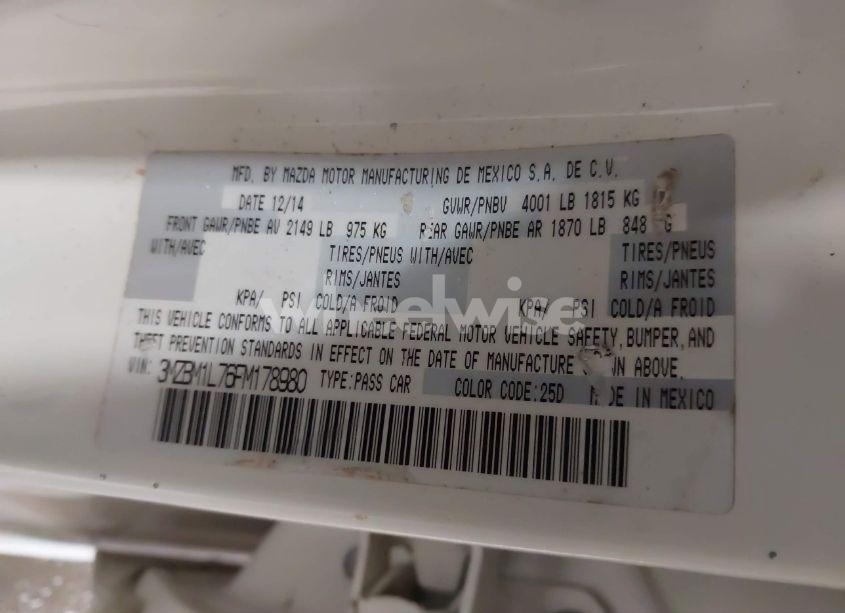 MFD. BY MAZDA MOTOR MANUFACTURING DE MEXICO S.A. DE C.V.
DATE 12/14 GVWR/PNBV 4001 LB 1815 KG
FRONT GAWR/PNBE AV 2149 LB 975 KG REAR GAWR/PNBE AR 1870 LB 848 KG
WITH/AVEC TIRES/PNEUS WITH/AVEC TIRES/PNEUS
RIMS/JANTES RIMS/JANTES
KPA/ PSI COLD/A FROID KPA/ PSI COLD/A FROID
wheelwise
THIS VEHICLE CONFORMS TO ALL APPLICABLE FEDERAL MOTOR VEHICLE SAFETY, BUMPER, AND
THEFT PREVENTION STANDARDS IN EFFECT ON THE DATE OF MANUFACTURE SHOWN ABOVE.
VIN: 3MZBM1L76FM178980 TYPE:PASS CAR COLOR CODE:25D MADE IN MEXICO